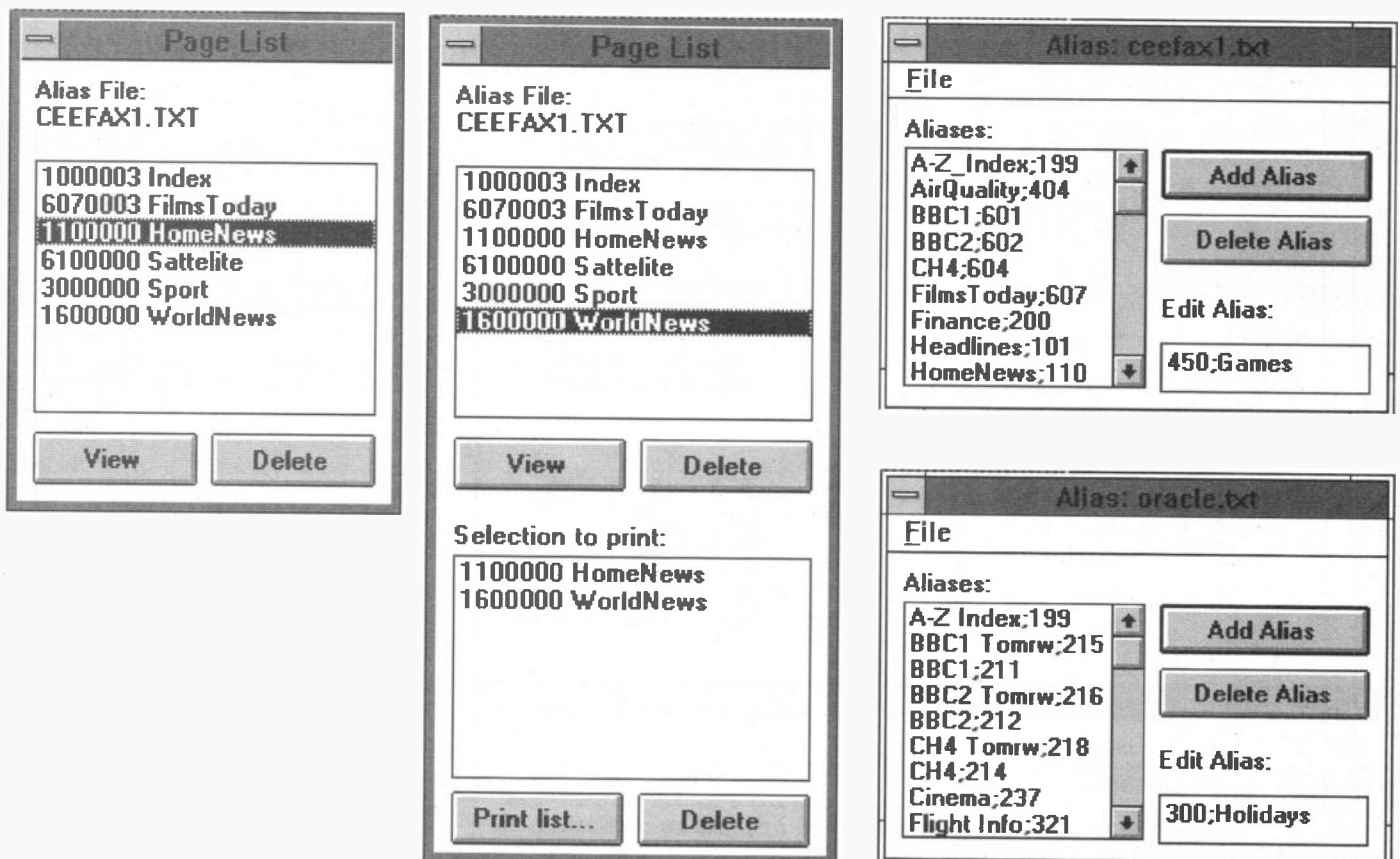 Page List
Alias File:
CEEFAX1.TXT
1000003 Index
6070003 FilmsToday
1100000 HomeNews
6100000 Sattelite
3000000 Sport
1600000 WorldNews
View
Delete
Page List
Alias File:
CEEFAX1.TXT
1000003 Index
6070003 FilmsToday
1100000 HomeNews
6100000 Sattelite
3000000 Sport
1600000 WorldNews
View
Delete
Selection to print:
1100000 HomeNews
1600000 WorldNews
Print list...
Delete
Alias: ceefax1.txt
File
Aliases:
A-Z_Index;199
AirQuality;404
BBC1;601
BBC2;602
CH4;604
FilmsToday;607
Finance;200
Headlines;101
HomeNews;110
Add Alias
Delete Alias
Edit Alias:
450;Games
Alias: oracle.txt
File
Aliases:
A-Z Index;199
BBC1 Tomrw;215
BBC1;211
BBC2 Tomrw;216
BBC2;212
CH4 Tomrw;218
CH4;214
Cinema;237
Flight Info;321
Add Alias
Delete Alias
Edit Alias:
300;Holidays